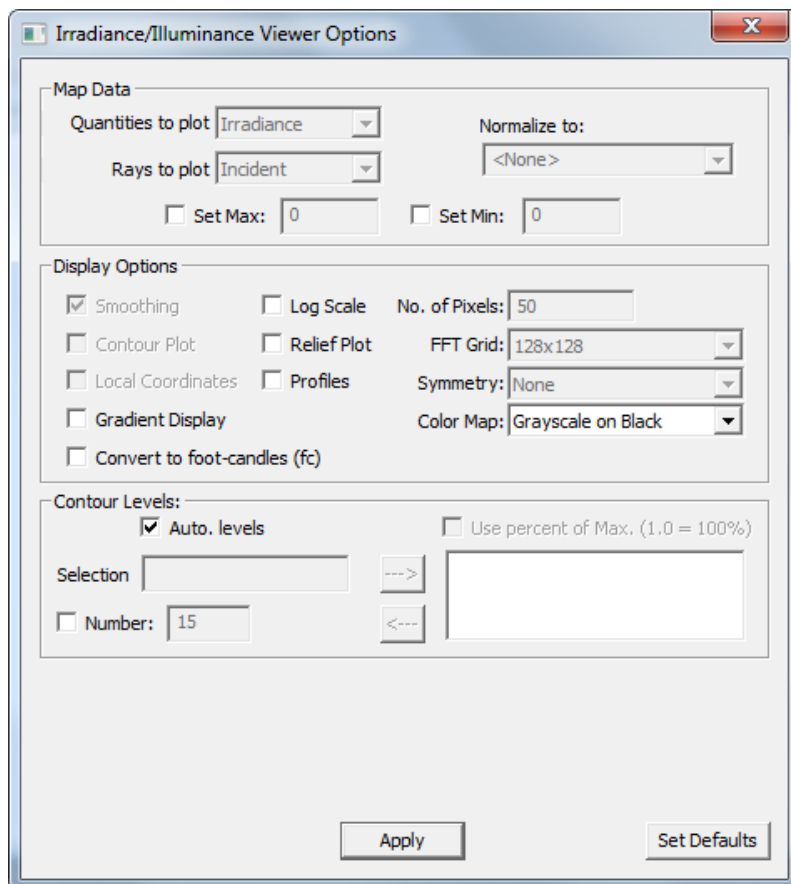 Irradiance/Illuminance Viewer Options
Map Data
Quantities to plot Irradiance
Normalize to:
Rays to plot Incident
<None>
Set Max: 0 Set Min: 0
Display Options
Smoothing Log Scale No. of Pixels: 50
Contour Plot Relief Plot FFT Grid: 128x128
Local Coordinates Profiles Symmetry: None
Gradient Display Color Map: Grayscale on Black
Convert to foot-candles (fc)
Contour Levels:
Auto. levels Use percent of Max. (1.0 = 100%)
Selection --->
Number: 15 <---
Apply Set Defaults